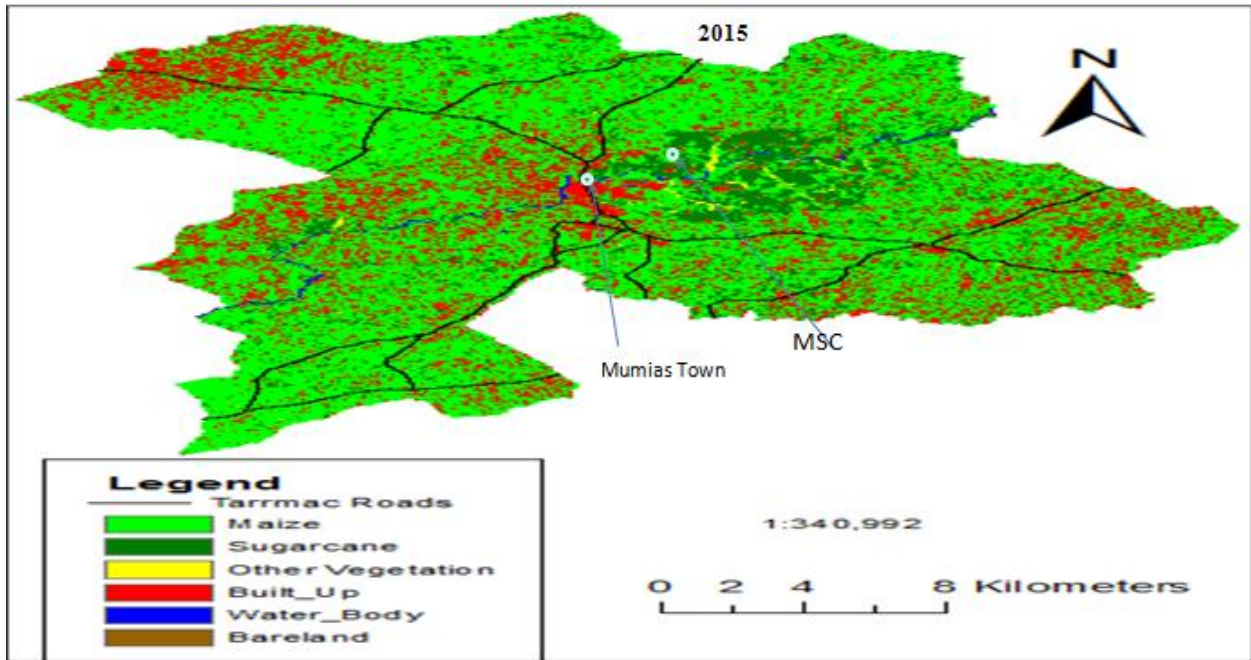 2015
N
MSC
Mumias Town
Legend
Tarrmac Roads
Maize
Sugarcane
Other Vegetation
Built_Up
Water_Body
Bareland
1:340,992
0 2 4 8 Kilometers